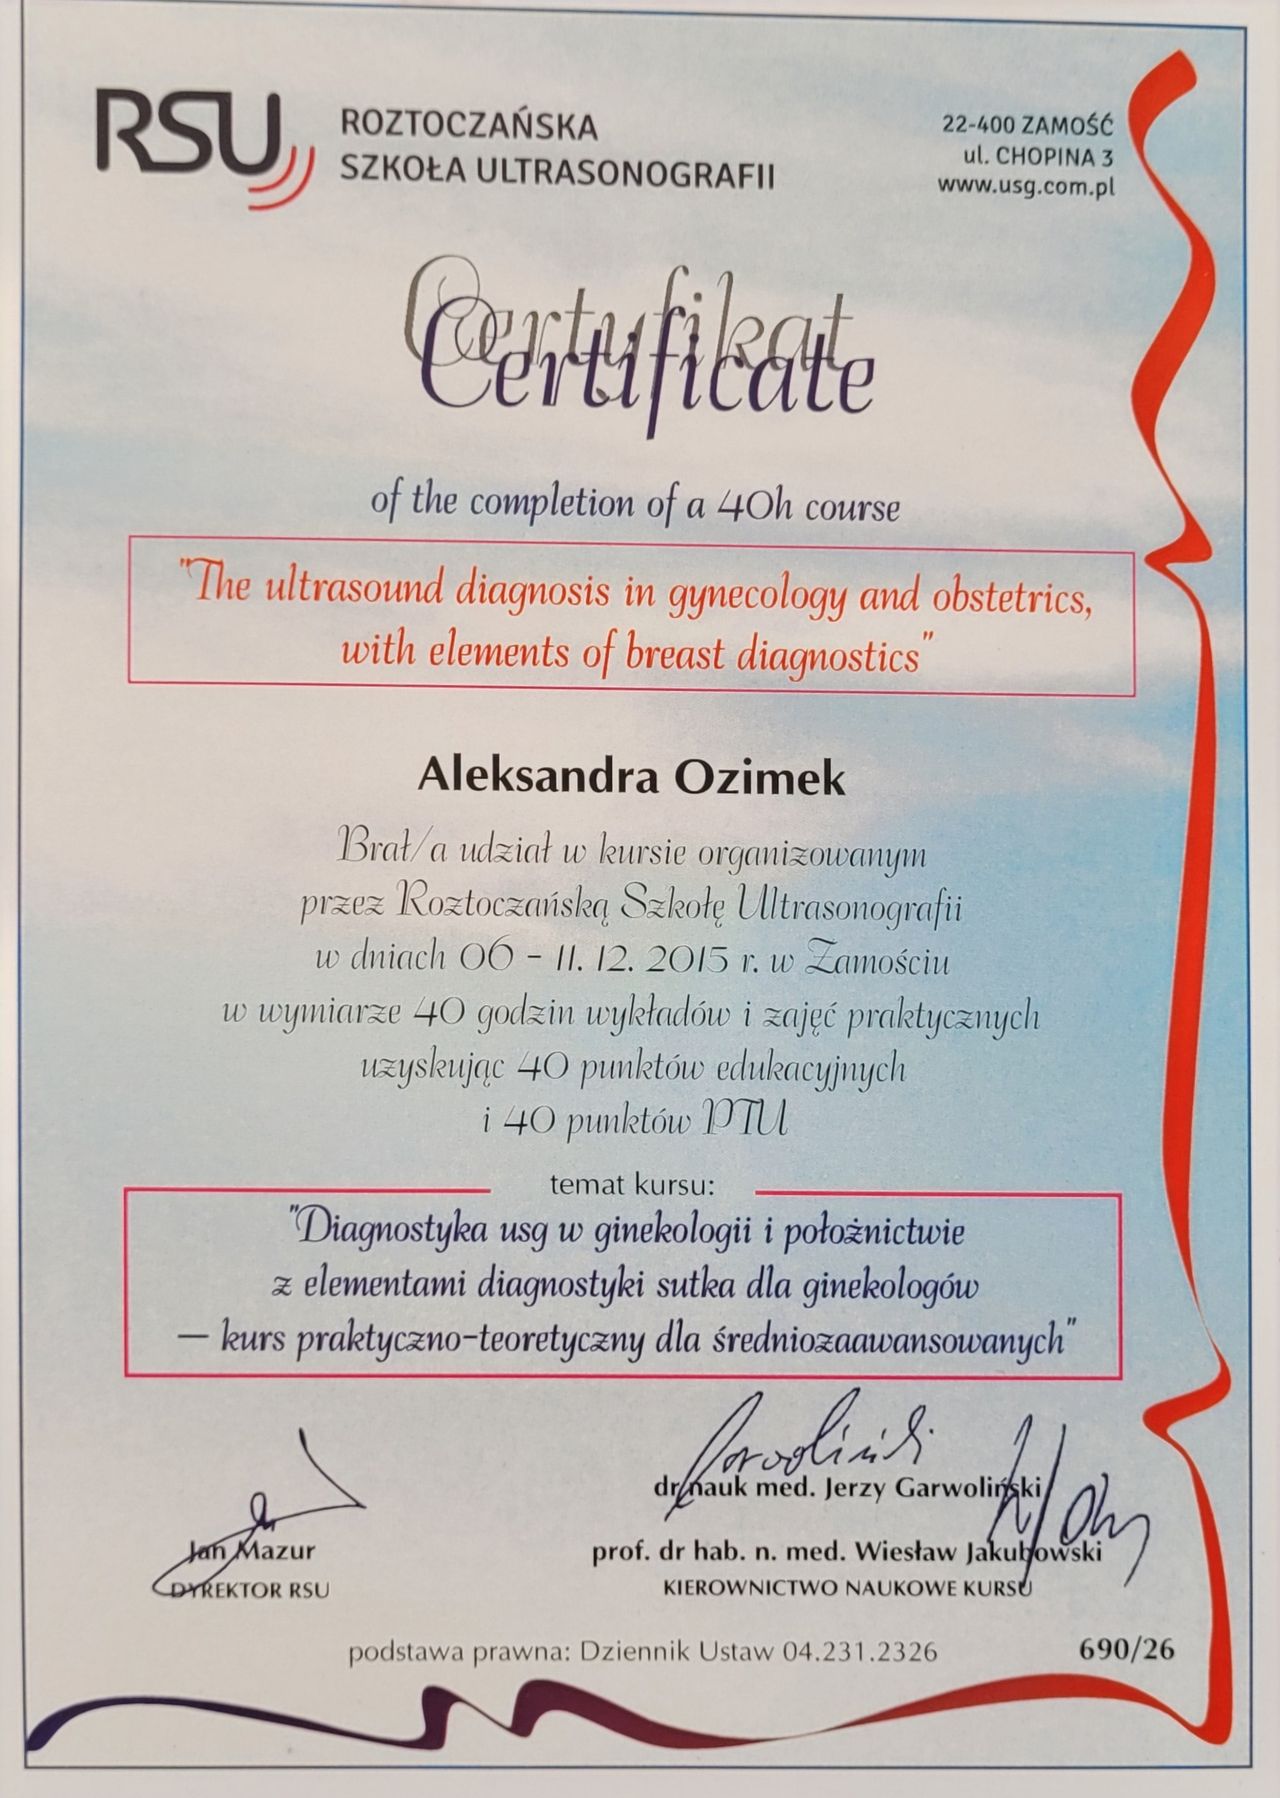 RSU
ROZTOCZAŃSKA
SZKOŁA ULTRASONOGRAFII
22-400 ZAMOŚĆ
ul. CHOPINA 3
www.usg.com.pl
Certyfikat
Certificate
of the completion of a 40h course
"The ultrasound diagnosis in gynecology and obstetrics,
with elements of breast diagnostics"
Aleksandra Ozimek
Brał/a udział w kursie organizowanym
przez Roztoczańską Szkołę Ultrasonografii
w dniach 06 - 11. 12. 2015 r. w Zamościu
w wymiarze 40 godzin wykładów i zajęć praktycznych
uzyskując 40 punktów edukacyjnych
i 40 punktów PTU
temat kursu:
"Diagnostyka usg w ginekologii i położnictwie
z elementami diagnostyki sutka dla ginekologów
— kurs praktyczno-teoretyczny dla średniozaawansowanych"
Jan Mazur
DYREKTOR RSU
dr nauk med. Jerzy Garwoliński
prof. dr hab. n. med. Wiesław Jakubowski
KIEROWNICTWO NAUKOWE KURSU
podstawa prawna: Dziennik Ustaw 04.231.2326
690/26